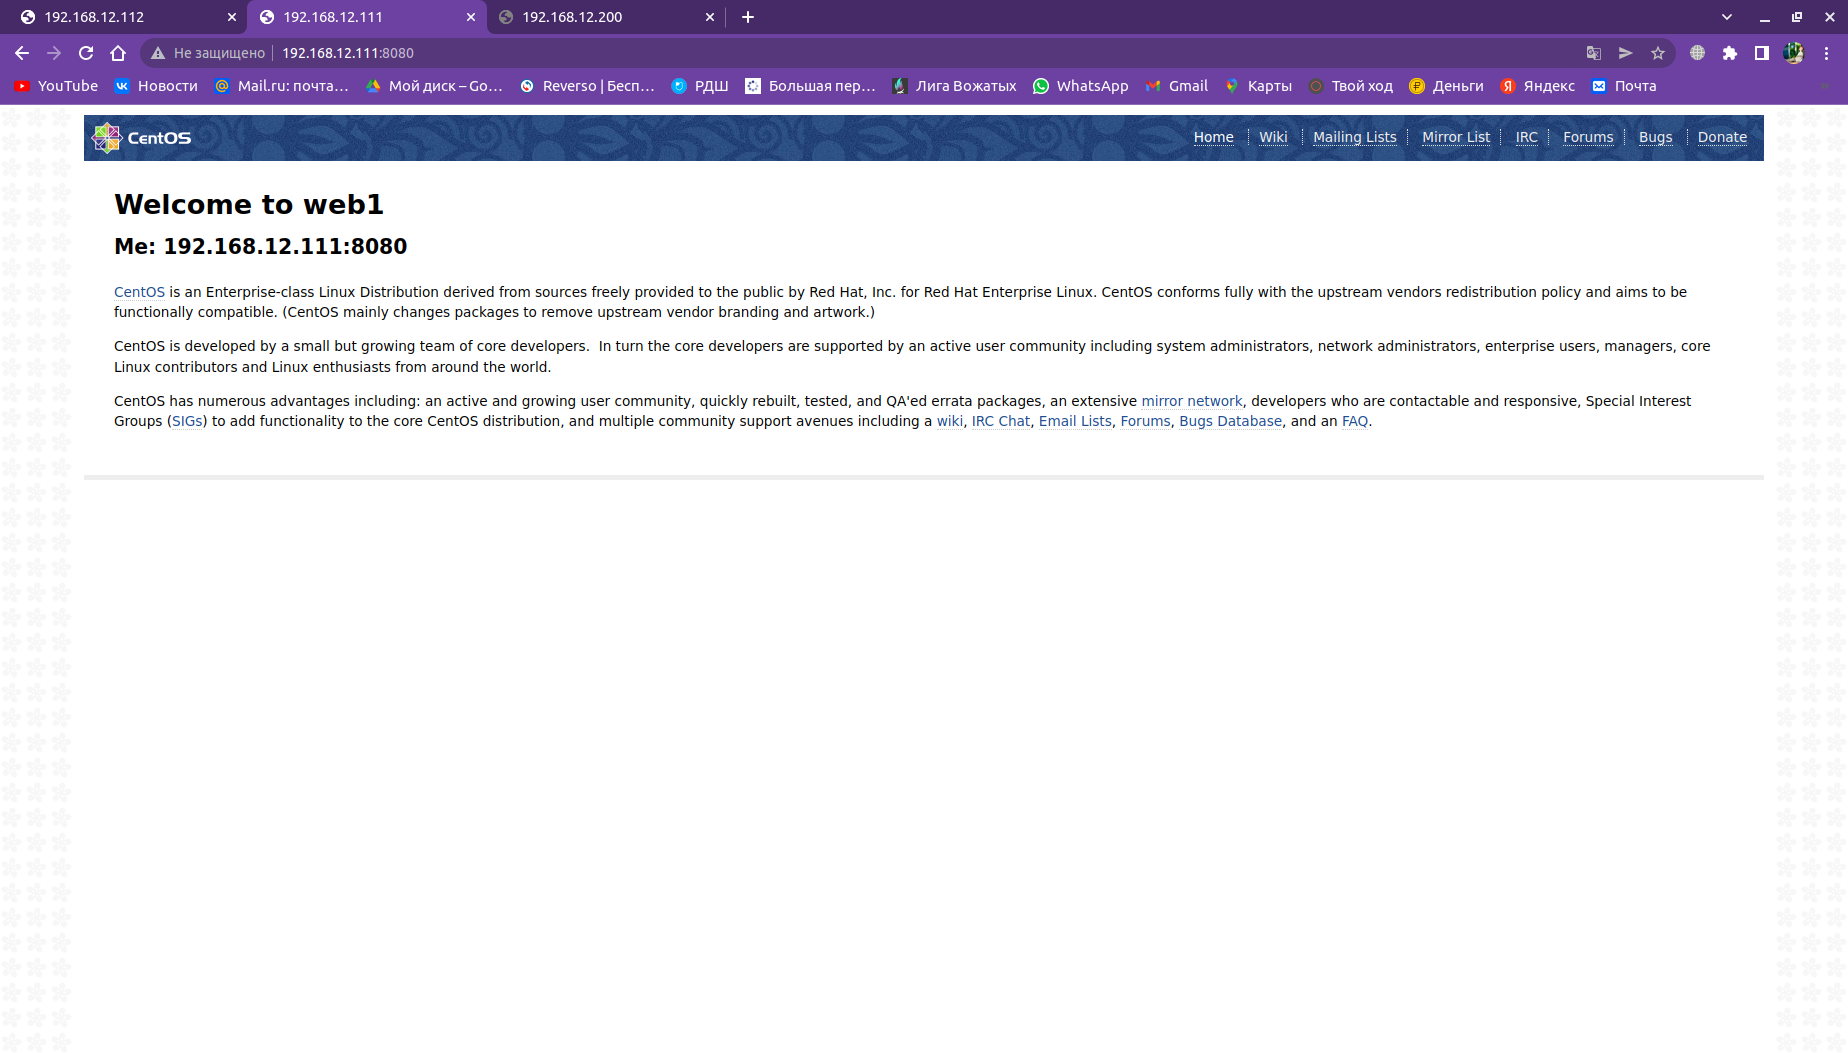 192.168.12.112
192.168.12.111
192.168.12.200
Не защищено
192.168.12.111:8080
YouTube
Новости
Mail.ru: почта…
Мой диск – Go…
Reverso | Бесп…
РДШ
Большая пер…
Лига Вожатых
WhatsApp
Gmail
Карты
Твой ход
Деньги
Яндекс
Почта
CentOS
Home
Wiki
Mailing Lists
Mirror List
IRC
Forums
Bugs
Donate
Welcome to web1
Me: 192.168.12.111:8080
CentOS is an Enterprise-class Linux Distribution derived from sources freely provided to the public by Red Hat, Inc. for Red Hat Enterprise Linux. CentOS conforms fully with the upstream vendors redistribution policy and aims to be
functionally compatible. (CentOS mainly changes packages to remove upstream vendor branding and artwork.)
CentOS is developed by a small but growing team of core developers.  In turn the core developers are supported by an active user community including system administrators, network administrators, enterprise users, managers, core
Linux contributors and Linux enthusiasts from around the world.
CentOS has numerous advantages including: an active and growing user community, quickly rebuilt, tested, and QA'ed errata packages, an extensive mirror network, developers who are contactable and responsive, Special Interest
Groups (SIGs) to add functionality to the core CentOS distribution, and multiple community support avenues including a wiki, IRC Chat, Email Lists, Forums, Bugs Database, and an FAQ.